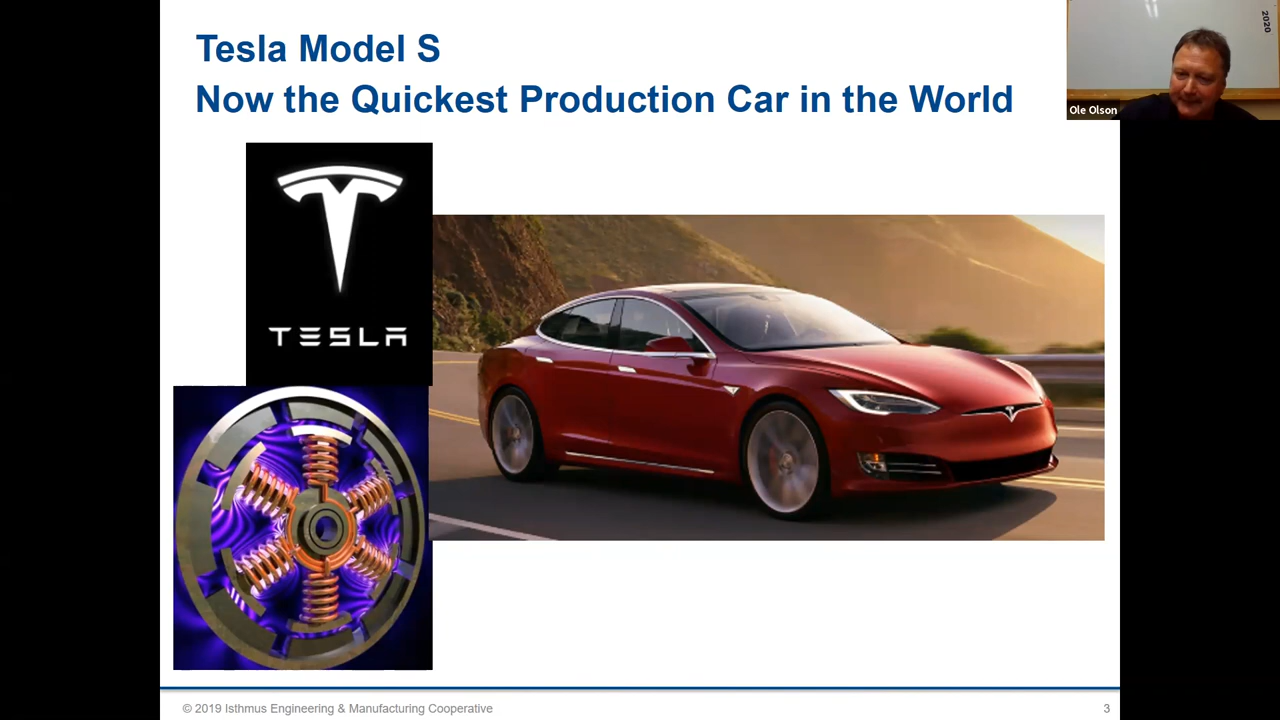 Tesla Model S
Now the Quickest Production Car in the World
2020
Ole Olson
TESLA
© 2019 Isthmus Engineering & Manufacturing Cooperative
3